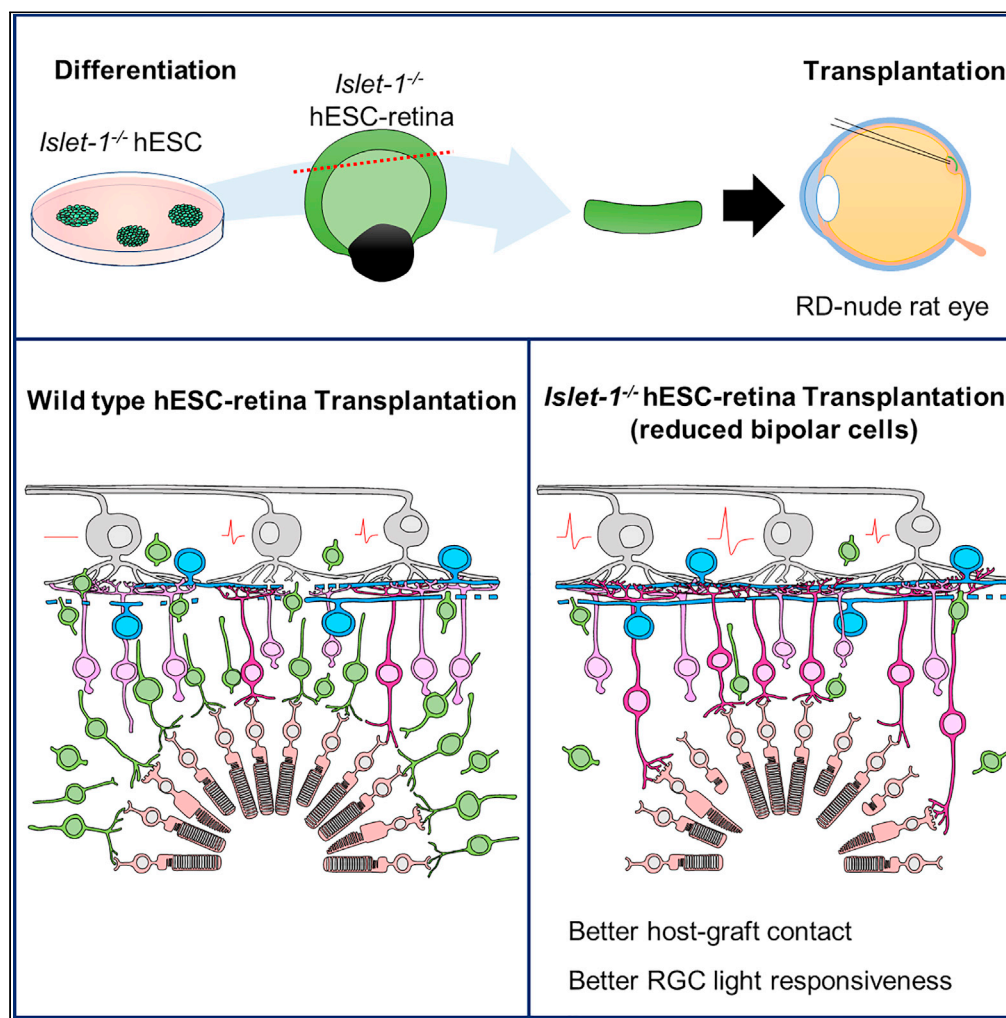 Differentiation
Islet-1-/- hESC
Islet-1-/-
hESC-retina
Transplantation
RD-nude rat eye
Wild type hESC-retina Transplantation
Islet-1-/- hESC-retina Transplantation
(reduced bipolar cells)
Better host-graft contact
Better RGC light responsiveness